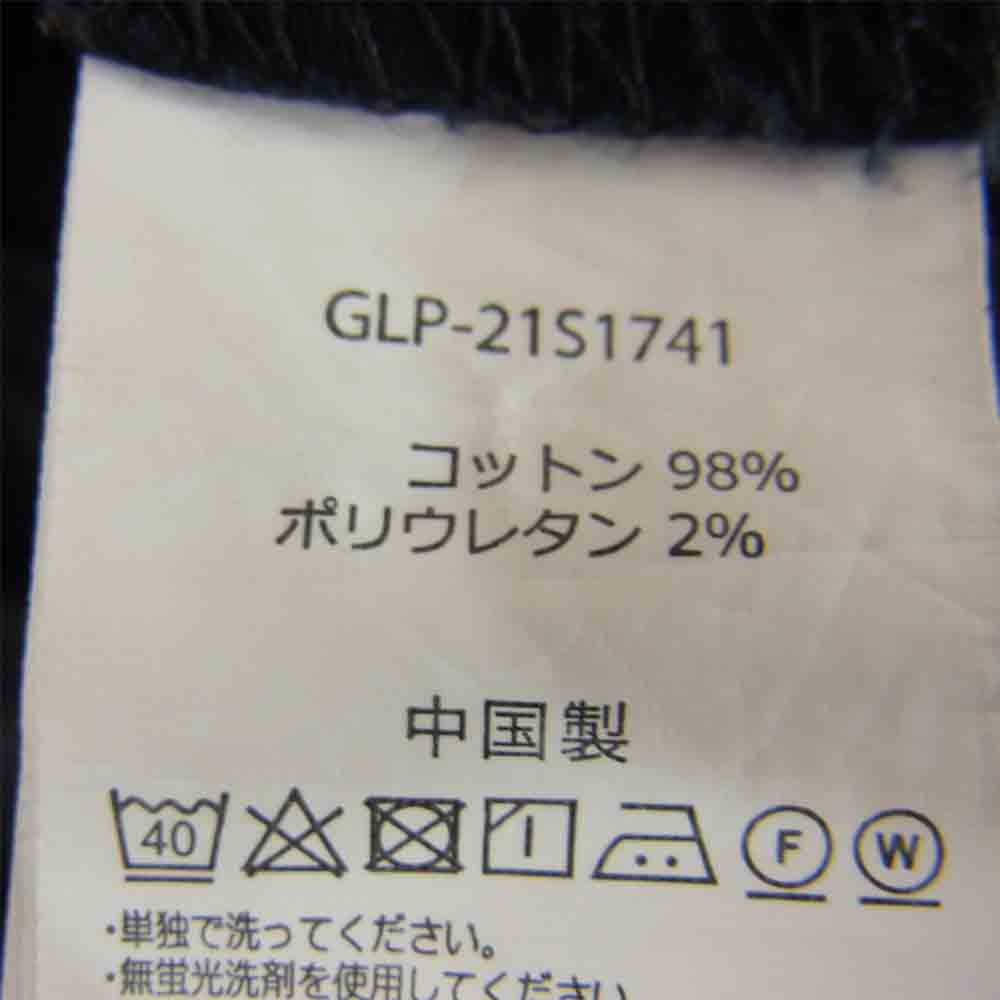 GLP-21S1741
コットン 98%
ポリウレタン 2%
中国製
40 F W
・単独で洗ってください。
・無蛍光洗剤を使用してください。